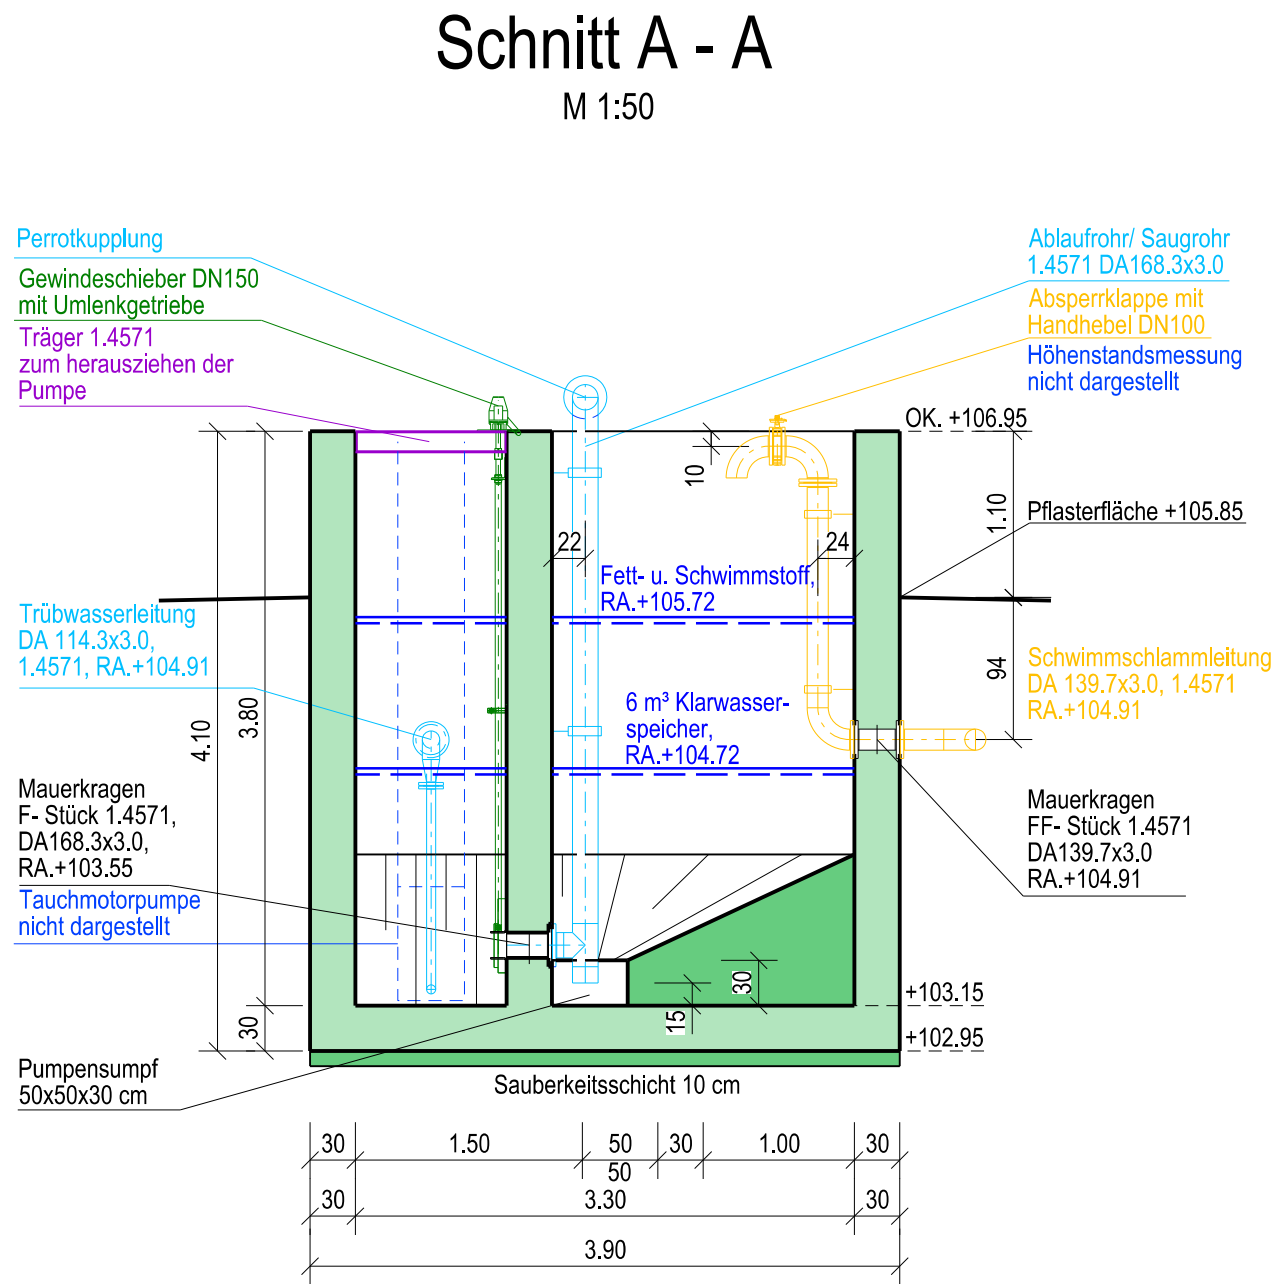 Schnitt A - A
M 1:50
Perrotkupplung
Gewindeschieber DN150
mit Umlenkgetriebe
Träger 1.4571
zum herausziehen der
Pumpe
Ablaufrohr/ Saugrohr
1.4571 DA168.3x3.0
Absperrklappe mit
Handhebel DN100
Höhenstandsmessung
nicht dargestellt
OK. +106.95
10
1.10
Pflasterfläche +105.85
22
24
Fett- u. Schwimmstoff,
RA.+105.72
Trübwasserleitung
DA 114.3x3.0,
1.4571, RA.+104.91
94
Schwimmschlammleitung
DA 139.7x3.0, 1.4571
RA.+104.91
6 m³ Klarwasser-
speicher,
RA.+104.72
4.10
3.80
Mauerkragen
F- Stück 1.4571,
DA168.3x3.0,
RA.+103.55
Mauerkragen
FF- Stück 1.4571
DA139.7x3.0
RA.+104.91
Tauchmotorpumpe
nicht dargestellt
30
15
+103.15
30
+102.95
Pumpensumpf
50x50x30 cm
Sauberkeitsschicht 10 cm
30 1.50 50 30 1.00 30
50
30 3.30 30
3.90